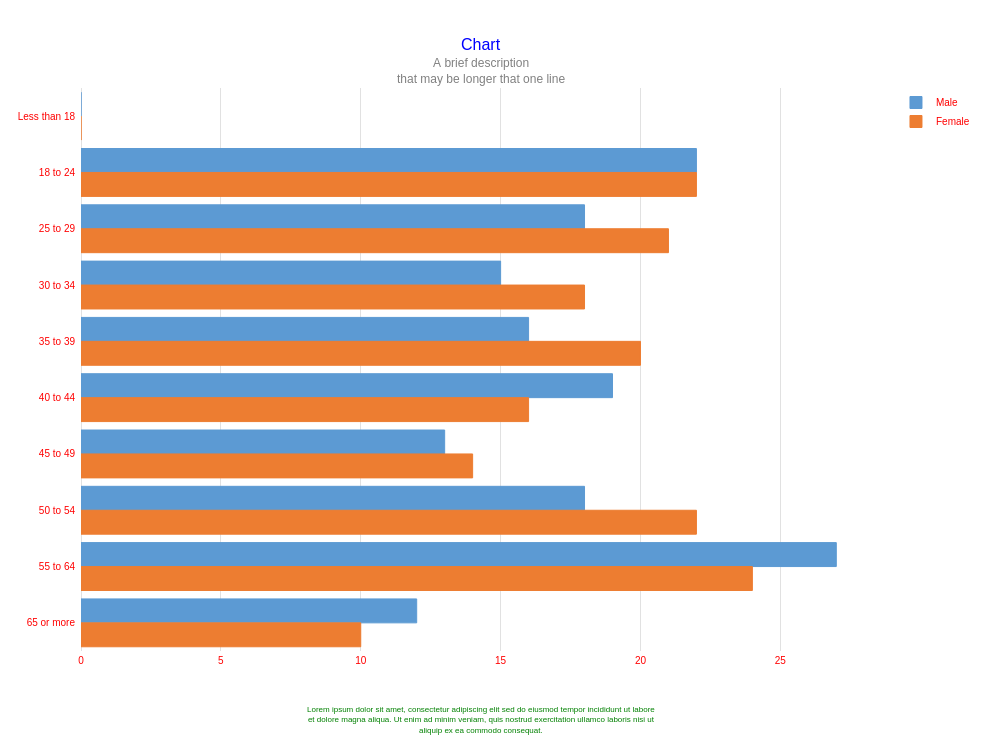 Chart
A brief description
that may be longer that one line
Male
Female
Less than 18
18 to 24
25 to 29
30 to 34
35 to 39
40 to 44
45 to 49
50 to 54
55 to 64
65 or more
0 5 10 15 20 25
Lorem ipsum dolor sit amet, consectetur adipiscing elit sed do eiusmod tempor incididunt ut labore
et dolore magna aliqua. Ut enim ad minim veniam, quis nostrud exercitation ullamco laboris nisi ut
aliquip ex ea commodo consequat.